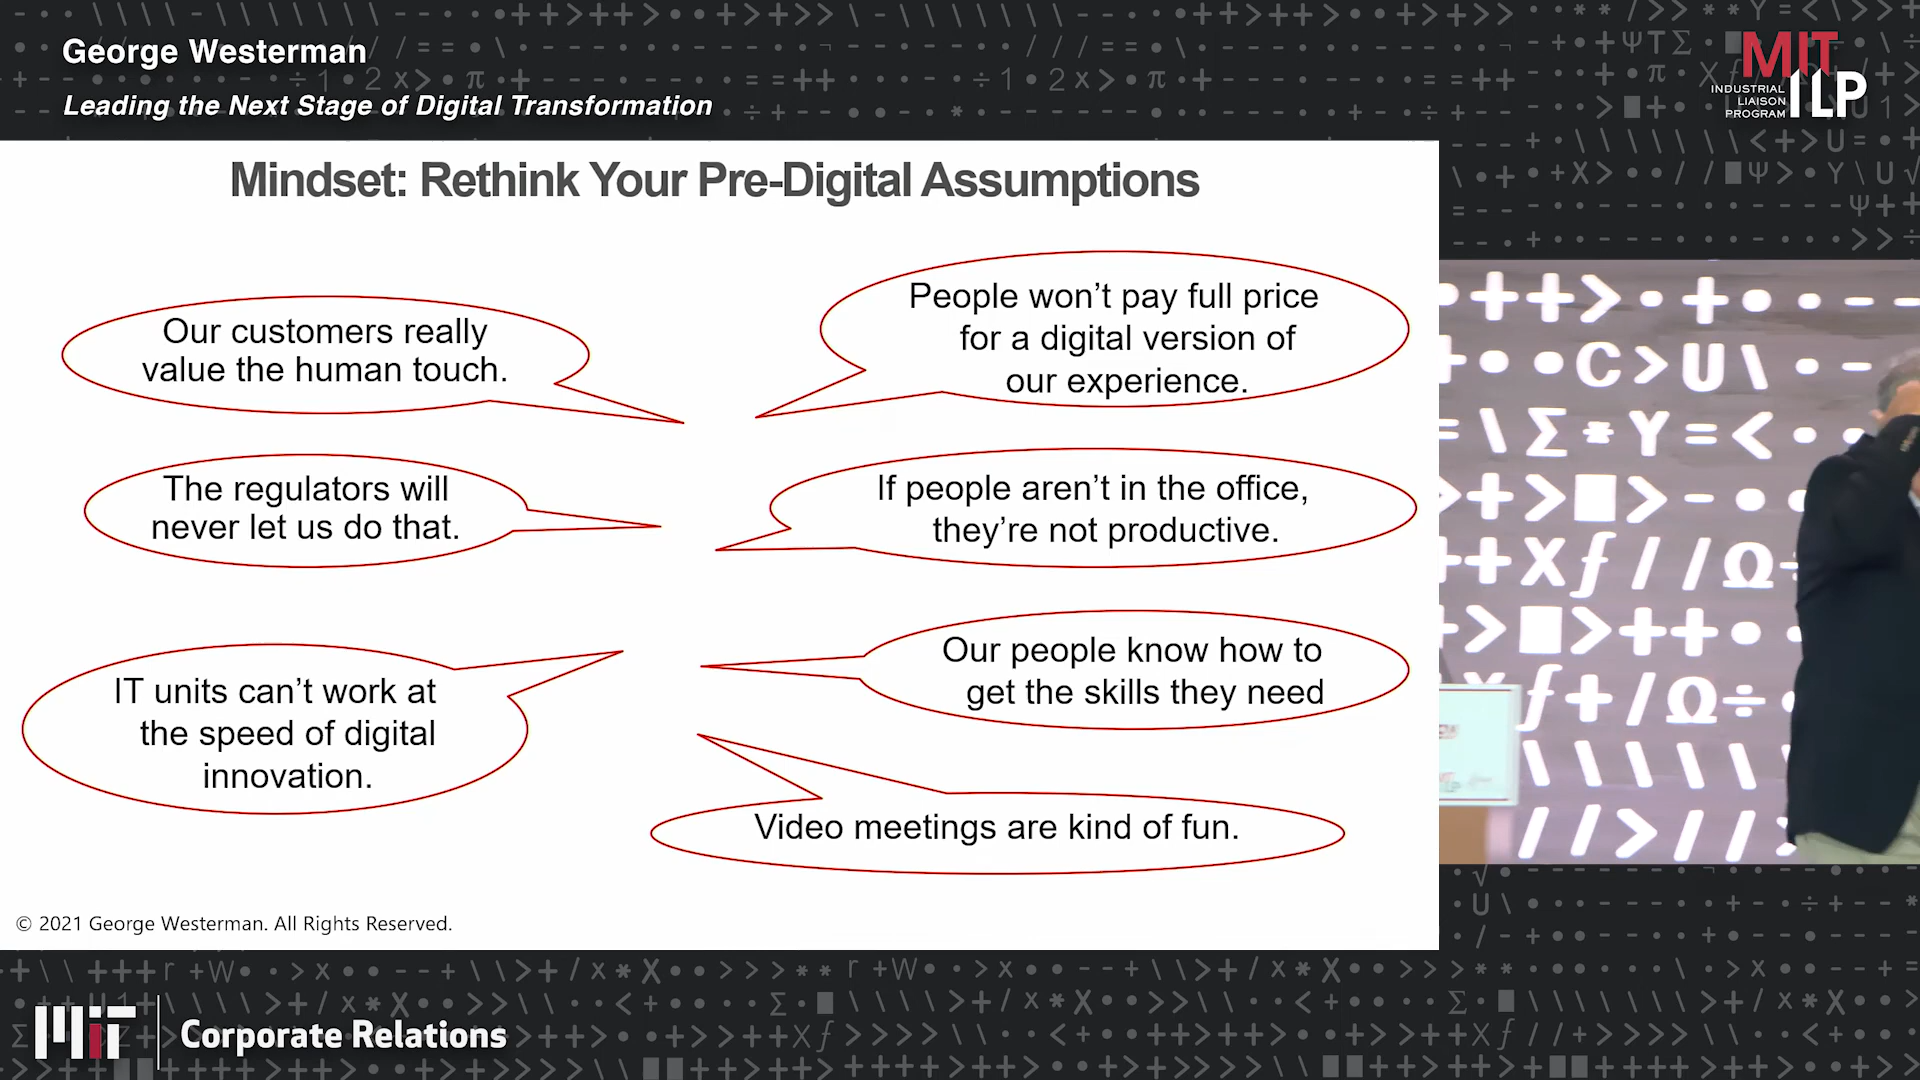 George Westerman
Leading the Next Stage of Digital Transformation
MIT
ILP
INDUSTRIAL
LIAISON
PROGRAM
Mindset: Rethink Your Pre-Digital Assumptions
Our customers really
value the human touch.
People won’t pay full price
for a digital version of
our experience.
The regulators will
never let us do that.
If people aren’t in the office,
they’re not productive.
IT units can’t work at
the speed of digital
innovation.
Our people know how to
get the skills they need
Video meetings are kind of fun.
© 2021 George Westerman. All Rights Reserved.
MIT
Corporate Relations